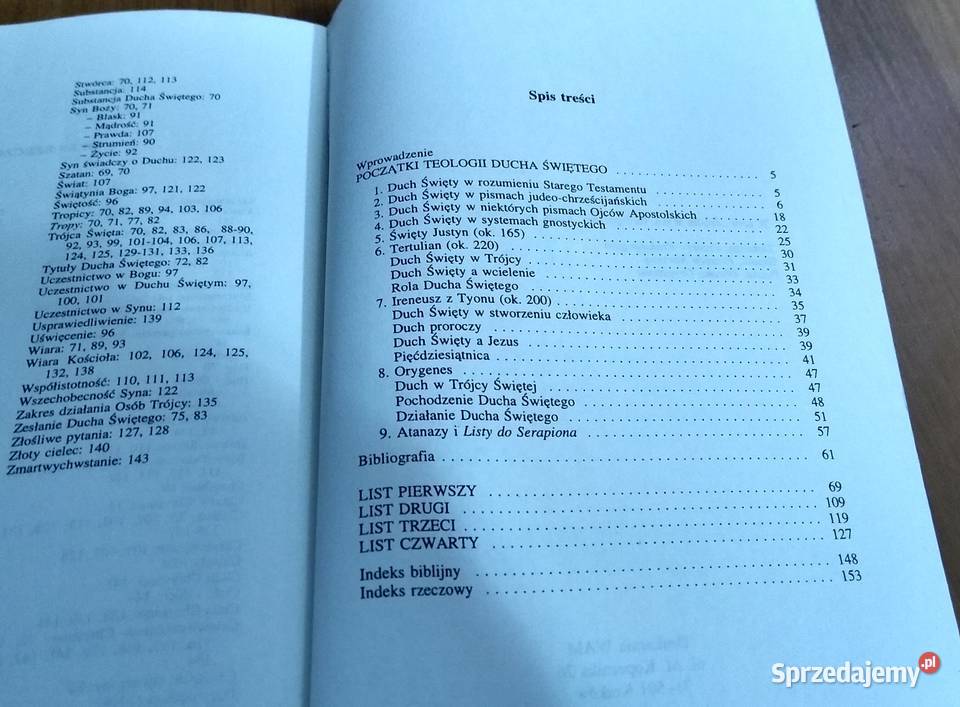 Stwórca: 70, 112, 113
Substancja: 114
Substancja Ducha Świętego: 70
Syn Boży: 70, 71
– Blask: 91
– Mądrość: 91
– Prawda: 107
– Strumień: 90
– Życie: 92
Syn świadczy o Duchu: 122, 123
Szatan: 69, 70
Świat: 107
Świątynia Boga: 97, 121, 122
Świętość: 96
Tropicy: 70, 82, 89, 94, 103, 106
Tropy: 70, 71, 77, 82
Trójca Święta: 70, 82, 83, 86, 88-90,
92, 93, 99, 101-104, 106, 107, 113,
124, 125, 129-131, 133, 136
Tytuły Ducha Świętego: 72, 82
Uczestnictwo w Bogu: 97
Uczestnictwo w Duchu Świętym: 97,
100, 101
Uczestnictwo w Synu: 112
Usprawiedliwienie: 139
Uświęcenie: 96
Wiara: 71, 89, 93
Wiara Kościoła: 102, 106, 124, 125,
132, 138
Współistotność: 110, 111, 113
Wszechobecność Syna: 122
Zakres działania Osób Trójcy: 135
Zesłanie Ducha Świętego: 75, 83
Złośliwe pytania: 127, 128
Złoty cielec: 140
Zmartwychwstanie: 143
Spis treści
Wprowadzenie
POCZĄTKI TEOLOGII DUCHA ŚWIĘTEGO . . . . . . . . . . . . 5
1. Duch Święty w rozumieniu Starego Testamentu . . . . . . . . . . 5
2. Duch Święty w pismach judeo-chrześcijańskich . . . . . . . . . . 6
3. Duch Święty w niektórych pismach Ojców Apostolskich . . . . . . 18
4. Duch Święty w systemach gnostyckich . . . . . . . . . . . . 22
5. Święty Justyn (ok. 165) . . . . . . . . . . . . . . . . 25
6. Tertulian (ok. 220) . . . . . . . . . . . . . . . . . . 30
Duch Święty w Trójcy . . . . . . . . . . . . . . . . 31
Duch Święty a wcielenie . . . . . . . . . . . . . . . 33
Rola Ducha Świętego . . . . . . . . . . . . . . . . 34
7. Ireneusz z Tyonu (ok. 200) . . . . . . . . . . . . . . . 35
Duch Święty w stworzeniu człowieka . . . . . . . . . . . 37
Duch proroczy . . . . . . . . . . . . . . . . . . . 39
Duch Święty a Jezus . . . . . . . . . . . . . . . . . 39
Pięćdziesiątnica . . . . . . . . . . . . . . . . . . 41
8. Orygenes . . . . . . . . . . . . . . . . . . . . . 47
Duch w Trójcy Świętej . . . . . . . . . . . . . . . . 47
Pochodzenie Ducha Świętego . . . . . . . . . . . . . . 48
Działanie Ducha Świętego . . . . . . . . . . . . . . . 51
9. Atanazy i Listy do Serapiona . . . . . . . . . . . . . . 57
Bibliografia . . . . . . . . . . . . . . . . . . . . . 61
LIST PIERWSZY . . . . . . . . . . . . . . . . . . . . 69
LIST DRUGI . . . . . . . . . . . . . . . . . . . . . 109
LIST TRZECI . . . . . . . . . . . . . . . . . . . . . 119
LIST CZWARTY . . . . . . . . . . . . . . . . . . . . 127
Indeks biblijny . . . . . . . . . . . . . . . . . . . . 148
Indeks rzeczowy . . . . . . . . . . . . . . . . . . . 153
Sprzedajemy.pl